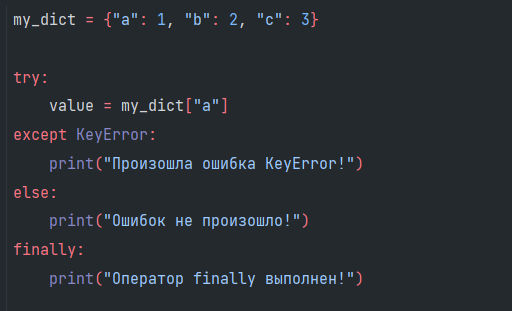 my_dict = {"a": 1, "b": 2, "c": 3}
try:
    value = my_dict["a"]
except KeyError:
    print("Произошла ошибка KeyError!")
else:
    print("Ошибок не произошло!")
finally:
    print("Оператор finally выполнен!")